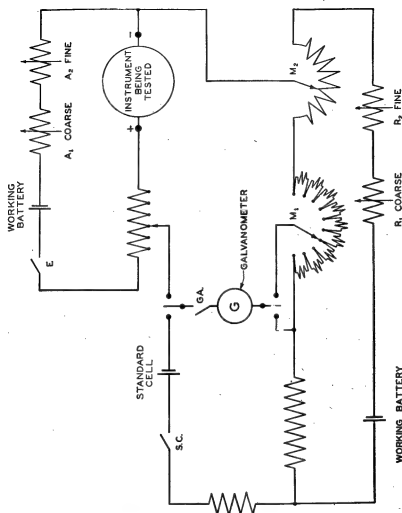 WORKING BATTERY
E
A₁ COARSE
A₂ FINE
INSTRUMENT
BEING
TESTED
+
−
STANDARD
CELL
S.C.
GA.
G
GALVANOMETER
M₁
M₂
R₁ COARSE
R₂ FINE
WORKING BATTERY